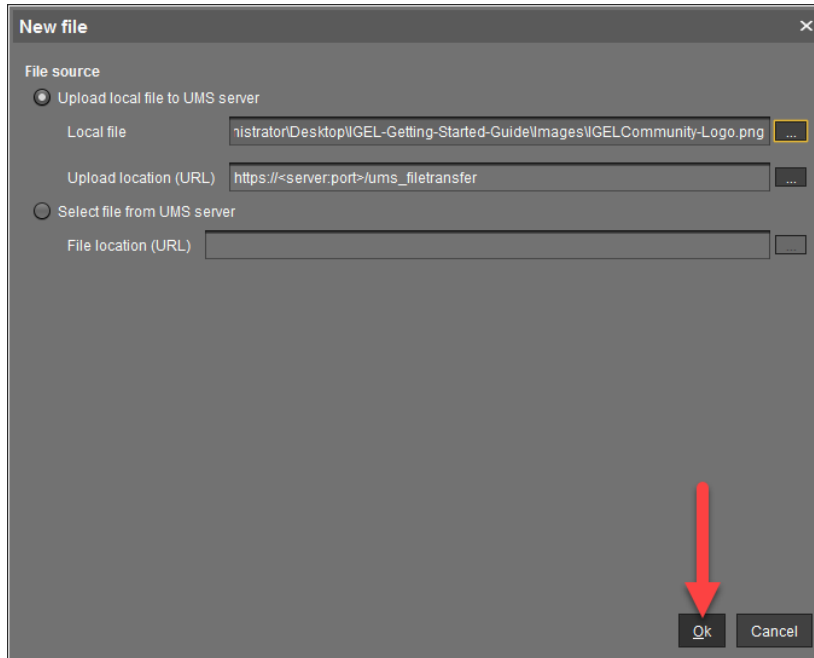 New file
File source
Upload local file to UMS server
Local file nistrator\Desktop\IGEL-Getting-Started-Guide\Images\IGELCommunity-Logo.png ...
Upload location (URL) https://<server:port>/ums_filetransfer ...
Select file from UMS server
File location (URL) ...
Ok Cancel